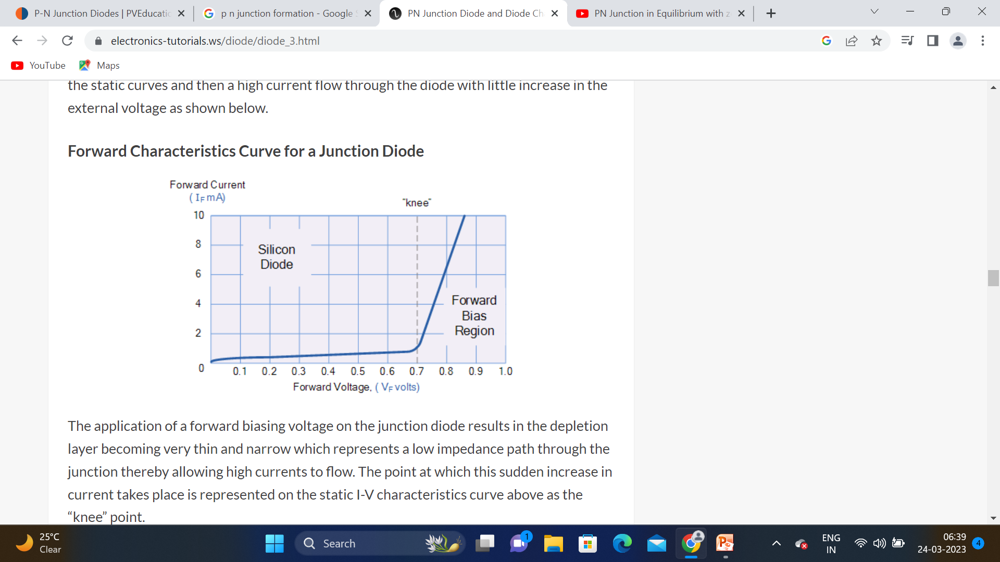 P-N Junction Diodes | PVEducatio
p n junction formation - Google S
PN Junction Diode and Diode Ch
PN Junction in Equilibrium with z
electronics-tutorials.ws/diode/diode_3.html
YouTube
Maps
the static curves and then a high current flow through the diode with little increase in the
external voltage as shown below.
Forward Characteristics Curve for a Junction Diode
Forward Current
( IF mA)
"knee"
10
8
6
4
2
0
Silicon
Diode
Forward
Bias
Region
0.1 0.2 0.3 0.4 0.5 0.6 0.7 0.8 0.9 1.0
Forward Voltage, ( VF volts)
The application of a forward biasing voltage on the junction diode results in the depletion
layer becoming very thin and narrow which represents a low impedance path through the
junction thereby allowing high currents to flow. The point at which this sudden increase in
current takes place is represented on the static I-V characteristics curve above as the
“knee” point.
25°C
Clear
Search
1
ENG
IN
06:39
24-03-2023
4